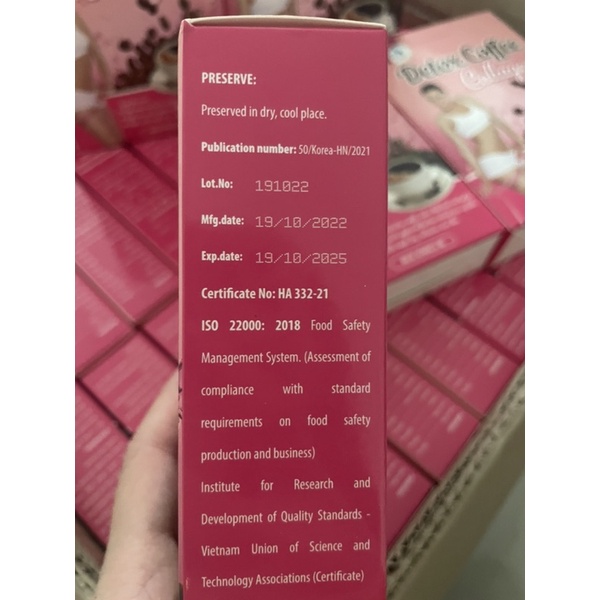 PRESERVE:
Preserved in dry, cool place.
Publication number: 50/Korea-HN/2021
Lot.No: 191022
Mfg.date: 19/10/2022
Exp.date: 19/10/2025
Certificate No: HA 332-21
ISO 22000: 2018 Food Safety
Management System. (Assessment of
compliance with standard
requirements on food safety
production and business)
Institute for Research and
Development of Quality Standards -
Vietnam Union of Science and
Technology Associations (Certificate)
Detox Coffee
Collagen